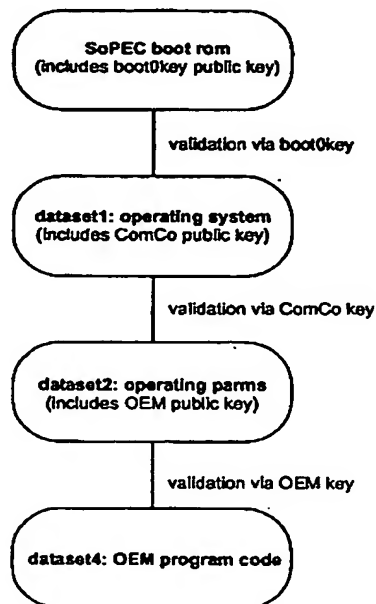 SoPEC boot rom
(includes boot0key public key)
validation via boot0key
dataset1: operating system
(includes ComCo public key)
validation via ComCo key
dataset2: operating parms
(includes OEM public key)
validation via OEM key
dataset4: OEM program code